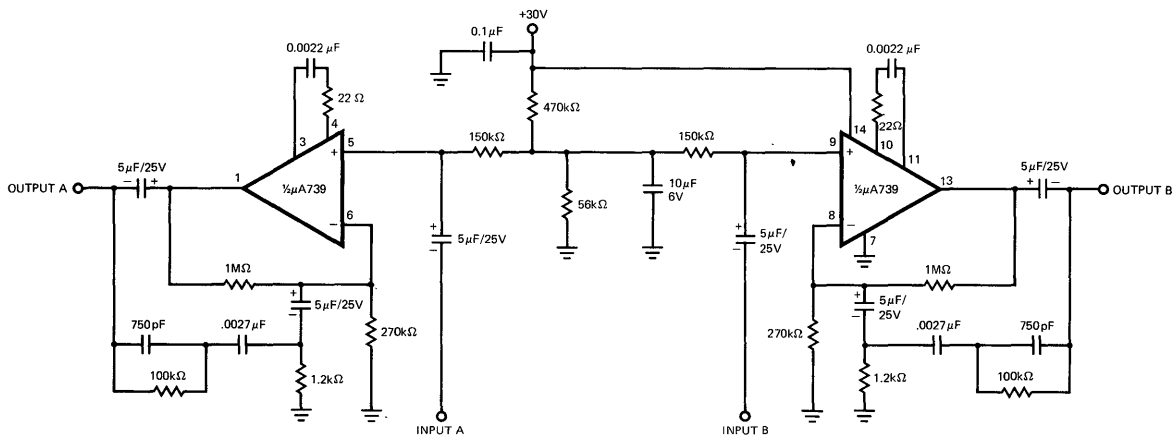 +30V
0.1μF
0.0022 μF
0.0022 μF
22 Ω
470kΩ
22Ω
14
4
10
3
5
150kΩ
150kΩ
9
11
5μF/25V
- +
+
+
5μF/25V
+ -
OUTPUT A
1
½μA739
½μA739
13
OUTPUT B
10μF
6V
56kΩ
6
-
8
-
7
+
5μF/25V
-
+
5μF/
25V
-
1MΩ
1MΩ
+
5μF/25V
-
+
5μF/
25V
-
750pF
.0027μF
270kΩ
270kΩ
.0027μF
750pF
100kΩ
1.2kΩ
1.2kΩ
100kΩ
INPUT A
INPUT B